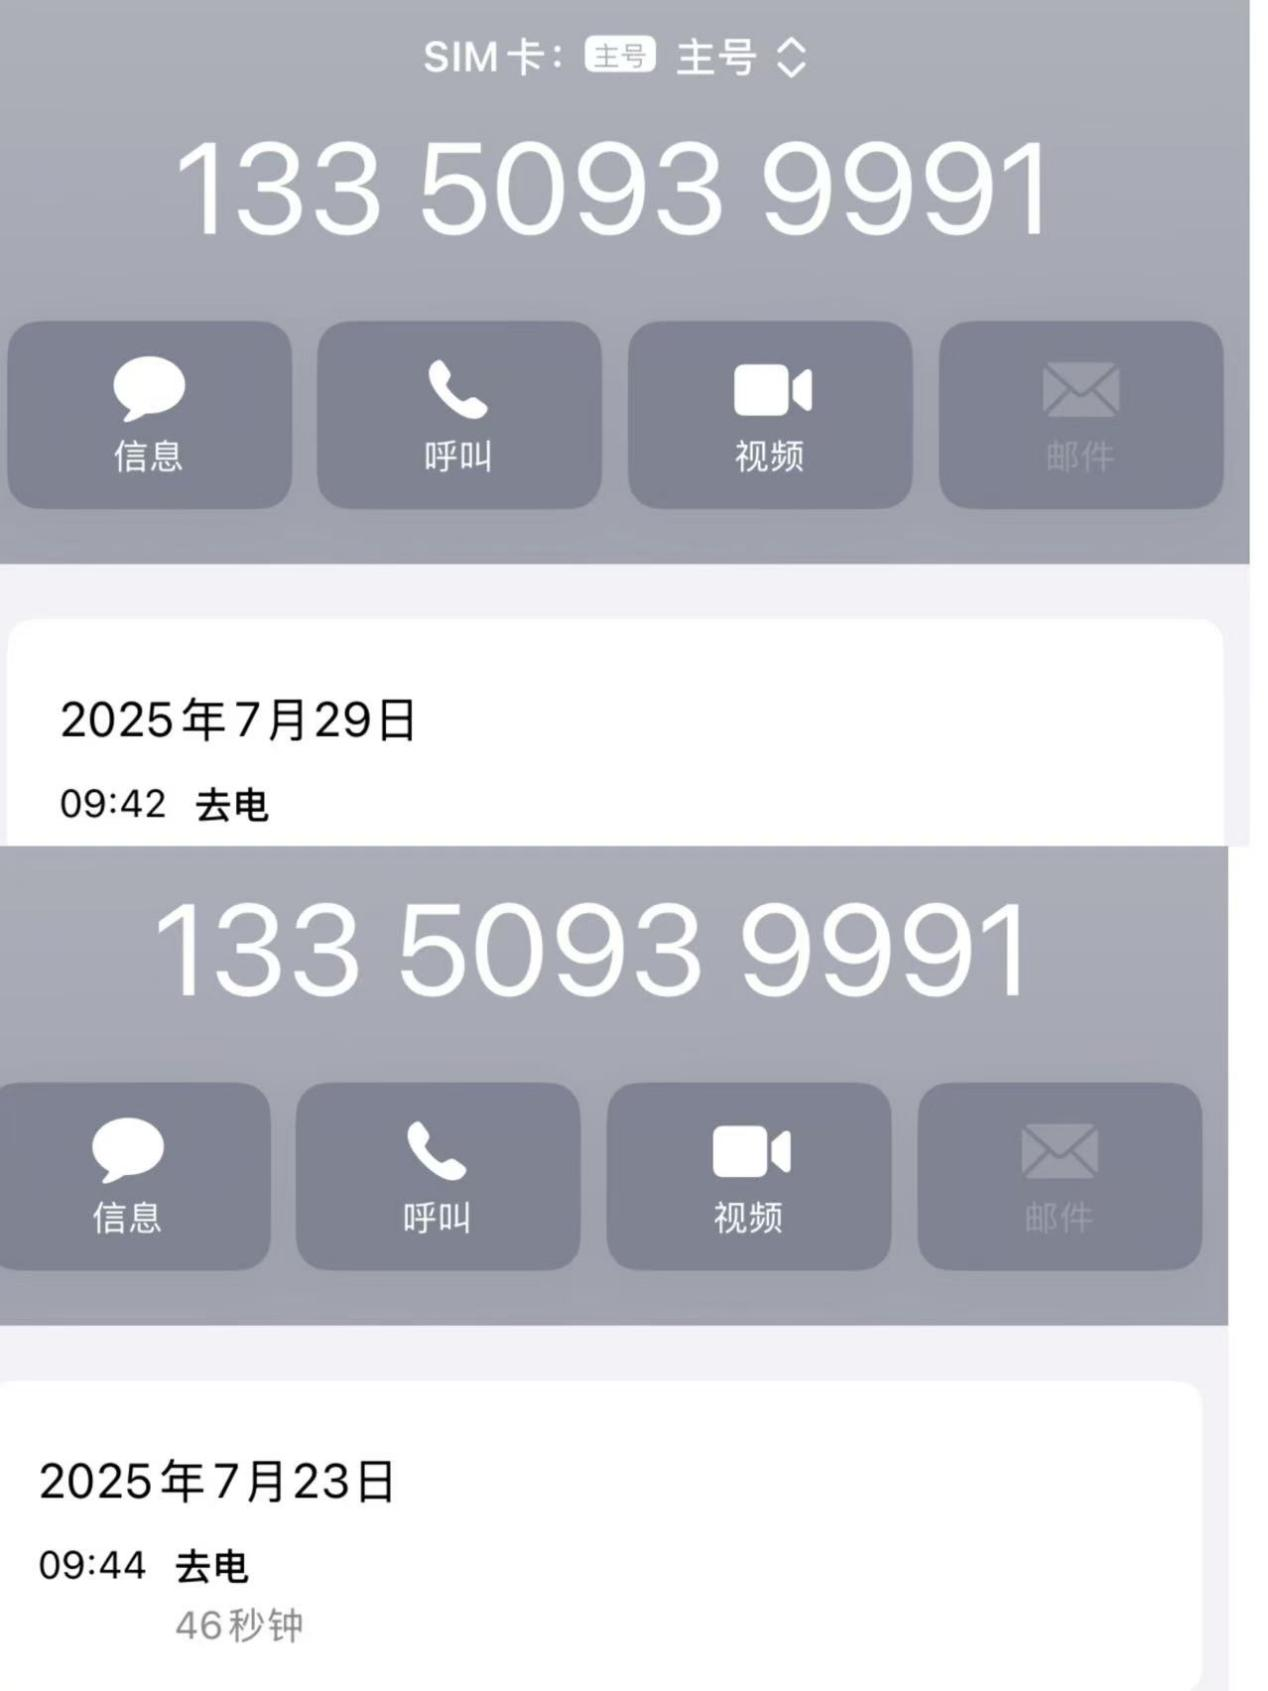 SIM卡： 主号 主号
133 5093 9991
信息 呼叫 视频 邮件
2025年7月29日
09:42 去电
133 5093 9991
信息 呼叫 视频 邮件
2025年7月23日
09:44 去电
46秒钟